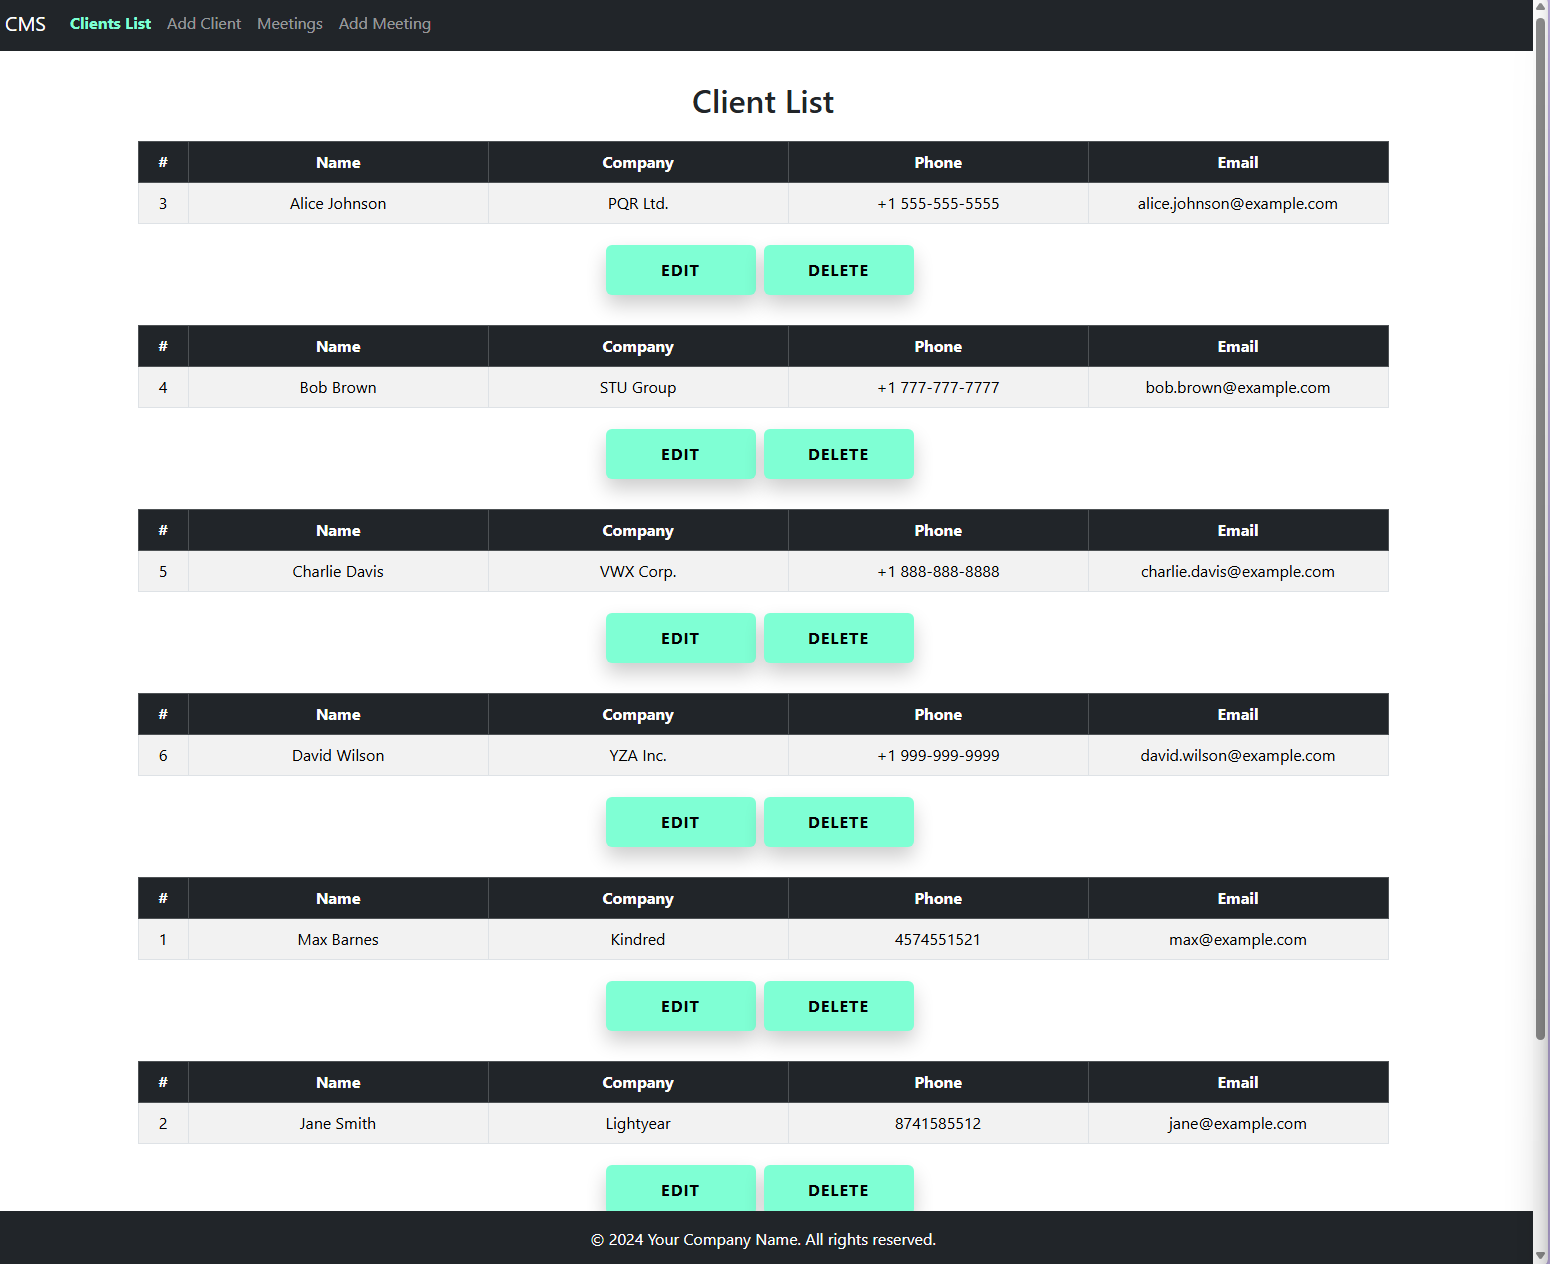 CMS Clients List Add Client Meetings Add Meeting
Client List
# Name Company Phone Email
3 Alice Johnson PQR Ltd. +1 555-555-5555 alice.johnson@example.com
EDIT DELETE
# Name Company Phone Email
4 Bob Brown STU Group +1 777-777-7777 bob.brown@example.com
EDIT DELETE
# Name Company Phone Email
5 Charlie Davis VWX Corp. +1 888-888-8888 charlie.davis@example.com
EDIT DELETE
# Name Company Phone Email
6 David Wilson YZA Inc. +1 999-999-9999 david.wilson@example.com
EDIT DELETE
# Name Company Phone Email
1 Max Barnes Kindred 4574551521 max@example.com
EDIT DELETE
# Name Company Phone Email
2 Jane Smith Lightyear 8741585512 jane@example.com
EDIT DELETE
© 2024 Your Company Name. All rights reserved.